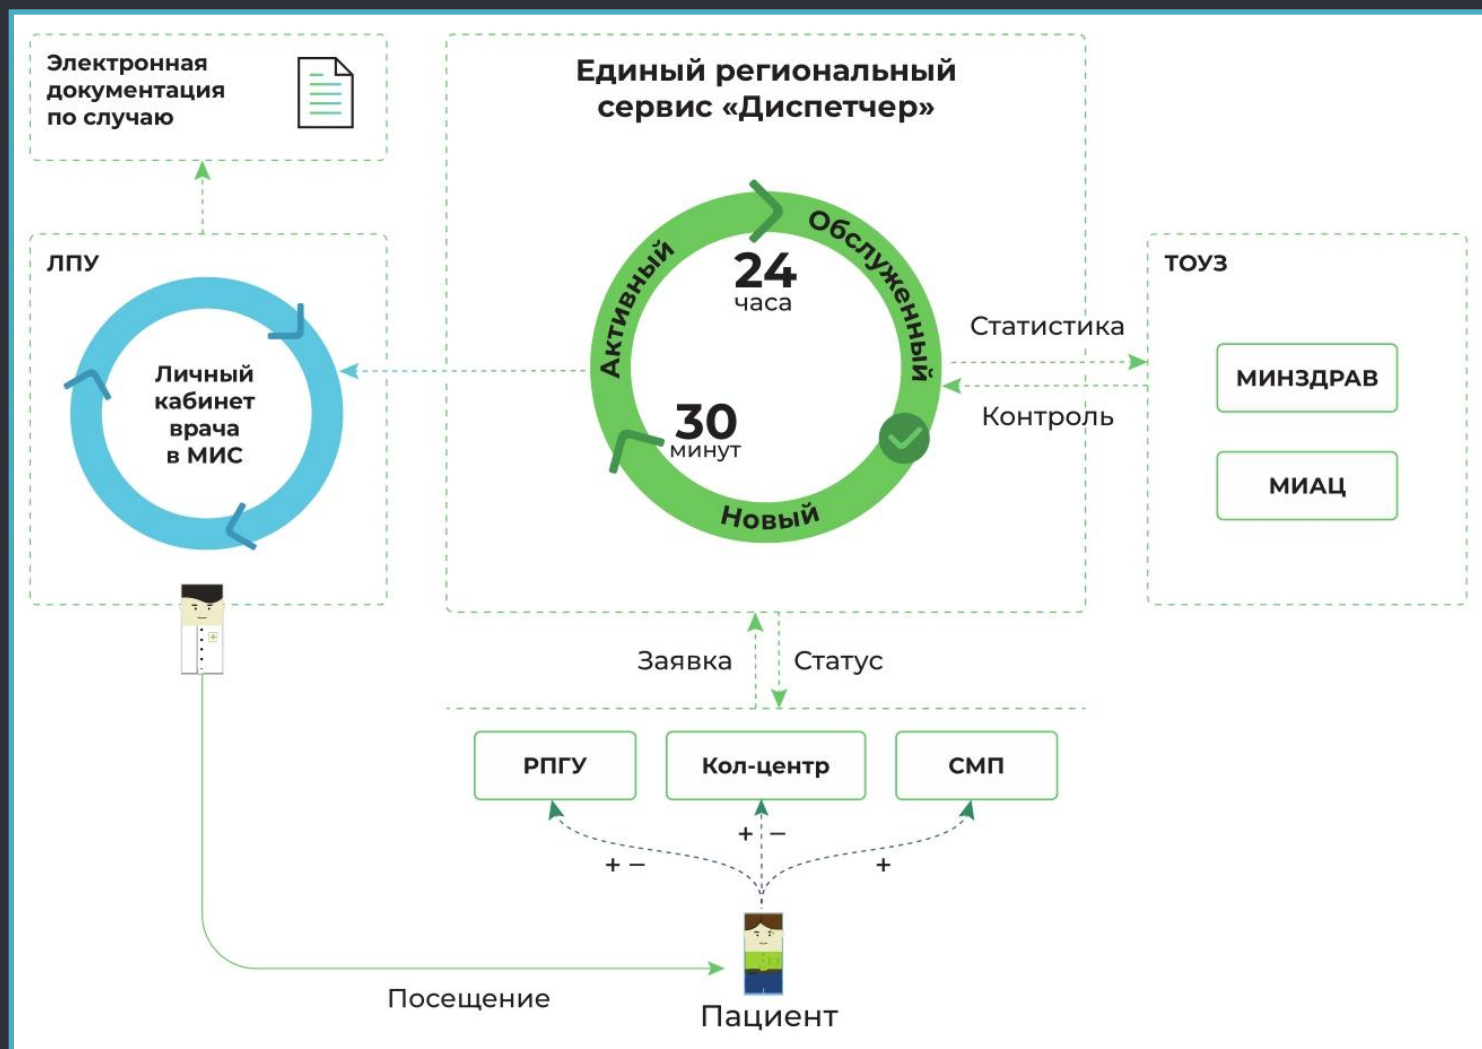 Электронная
документация
по случаю
Единый региональный
сервис «Диспетчер»
ЛПУ
Личный
кабинет
врача
в МИС
Активный
Обслуженный
Новый
24
часа
30
минут
Статистика
Контроль
ТОУЗ
МИНЗДРАВ
МИАЦ
Заявка
Статус
РПГУ
Кол-центр
СМП
+ –
+ –
+
Посещение
Пациент